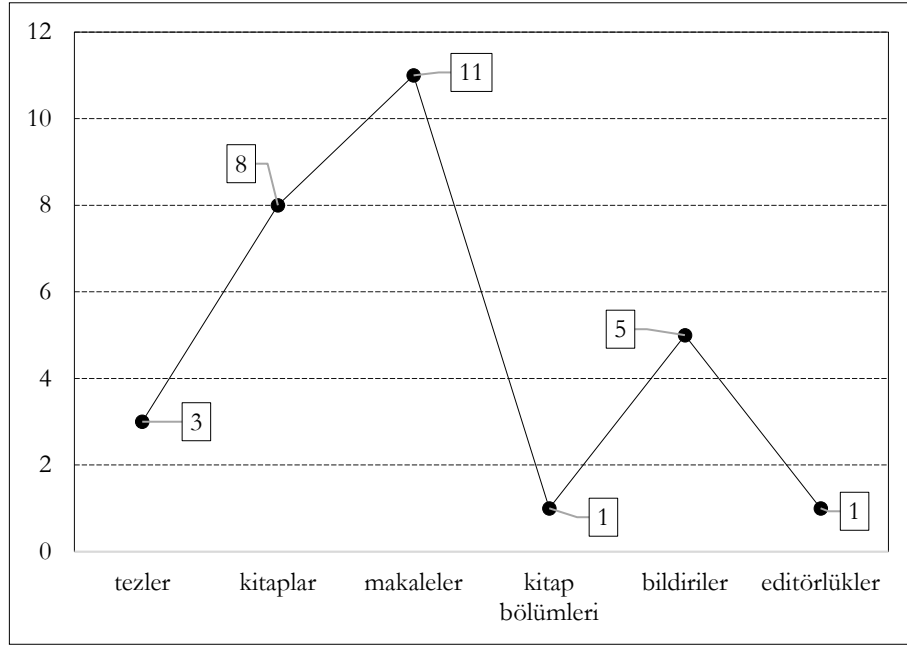 12
10
8
6
4
2
0
3
8
11
1
5
1
tezler
kitaplar
makaleler
kitap
bölümleri
bildiriler
editörlükler